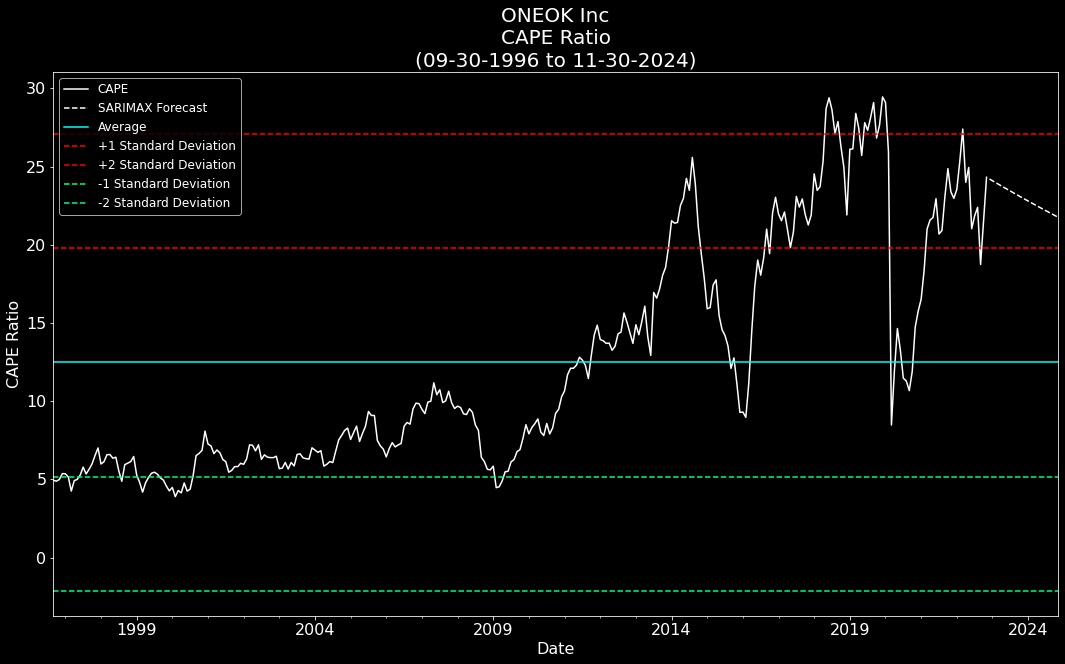 ONEOK Inc
CAPE Ratio
(09-30-1996 to 11-30-2024)
CAPE
SARIMAX Forecast
Average
+1 Standard Deviation
+2 Standard Deviation
-1 Standard Deviation
-2 Standard Deviation
CAPE Ratio
30
25
20
15
10
5
0
1999 2004 2009 2014 2019 2024
Date